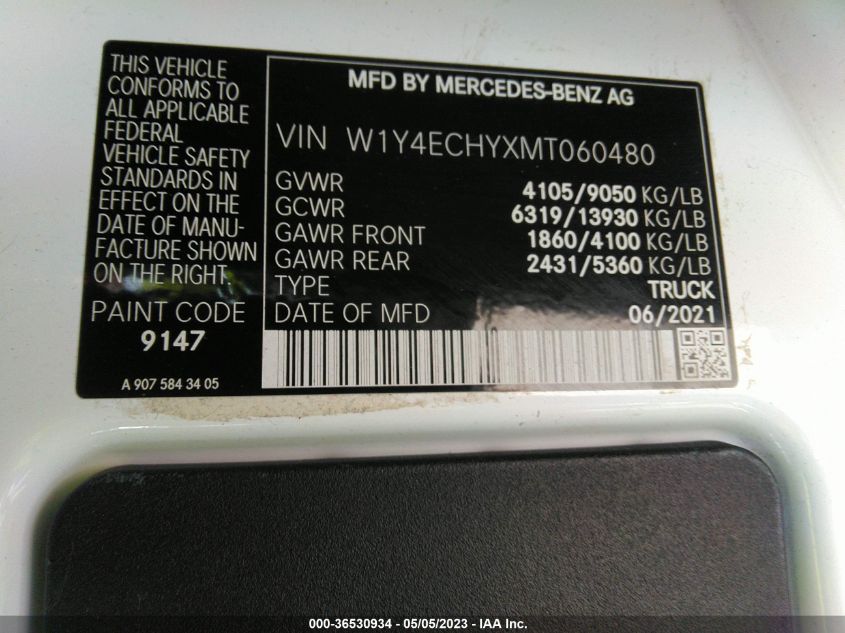 THIS VEHICLE
CONFORMS TO
ALL APPLICABLE
FEDERAL
VEHICLE SAFETY
STANDARDS IN
EFFECT ON THE
DATE OF MANU-
FACTURE SHOWN
ON THE RIGHT.
PAINT CODE
9147
A 907 584 34 05
MFD BY MERCEDES-BENZ AG
VIN W1Y4ECHYXMT060480
GVWR 4105/9050 KG/LB
GCWR 6319/13930 KG/LB
GAWR FRONT 1860/4100 KG/LB
GAWR REAR 2431/5360 KG/LB
TYPE TRUCK
DATE OF MFD 06/2021
000-36530934 - 05/05/2023 - IAA Inc.